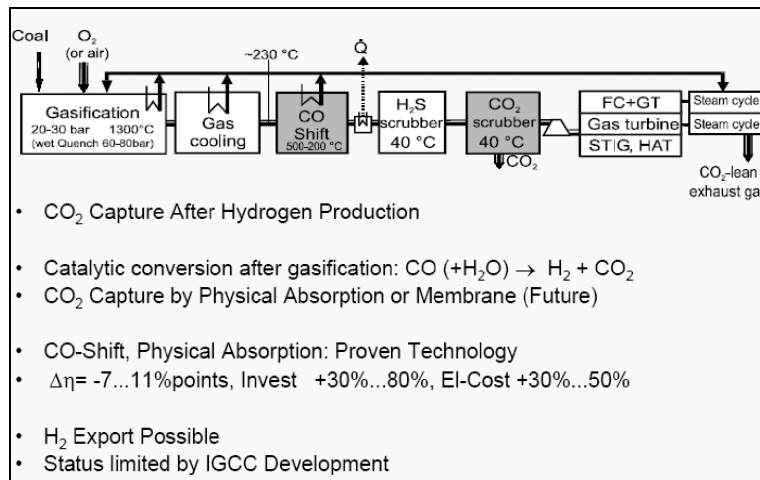 Coal
O₂
(or air)
~230 °C
Q̇
Gasification
20-30 bar 1300°C
(wet Quench 60-80bar)
Gas
cooling
CO
Shift
500-200 °C
H₂S
scrubber
40 °C
CO₂
scrubber
40 °C
CO₂
FC+GT
Gas turbine
STIG, HAT
Steam cycle
Steam cycle
CO₂-lean
exhaust ga
• CO₂ Capture After Hydrogen Production
• Catalytic conversion after gasification: CO (+H₂O) → H₂ + CO₂
• CO₂ Capture by Physical Absorption or Membrane (Future)
• CO-Shift, Physical Absorption: Proven Technology
• Δη= -7...11%points, Invest +30%...80%, El-Cost +30%...50%
• H₂ Export Possible
• Status limited by IGCC Development